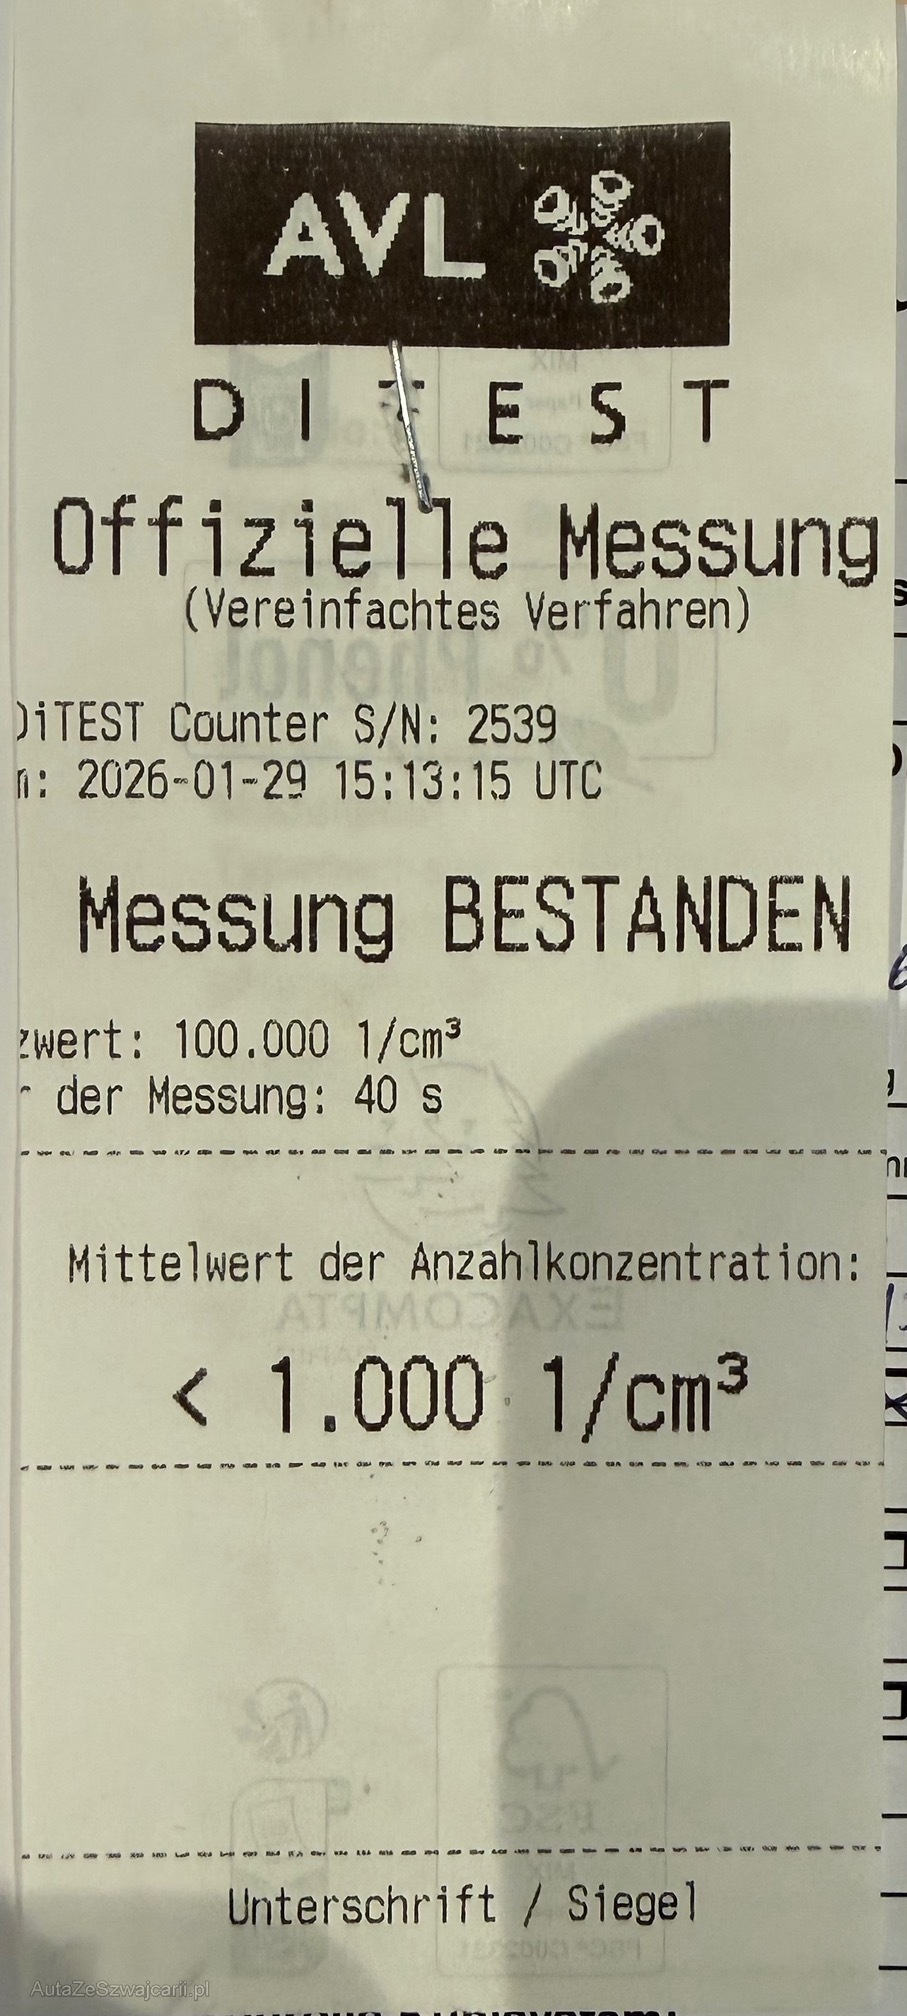 AVL
DiTEST
Offizielle Messung
(Vereinfachtes Verfahren)
DiTEST Counter S/N: 2539
n: 2026-01-29 15:13:15 UTC
Messung BESTANDEN
zwert: 100.000 1/cm³
r der Messung: 40 s
Mittelwert der Anzahlkonzentration:
< 1.000 1/cm³
Unterschrift / Siegel
AutaZeSzwajcarii.pl